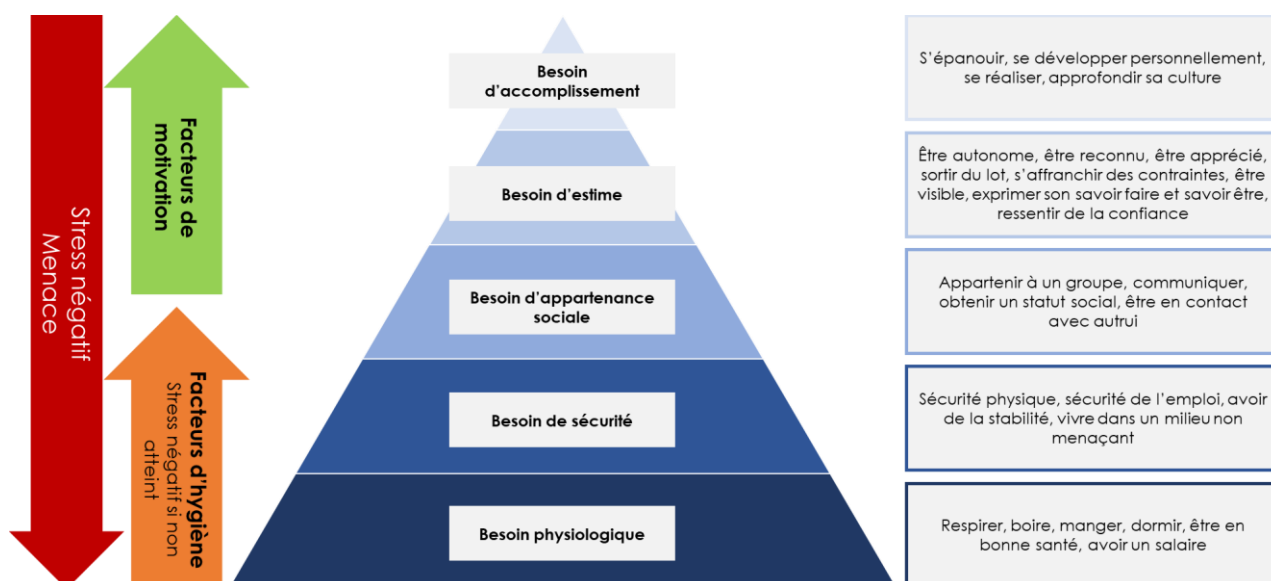 Stress négatif
Menace
Facteurs de
motivation
Facteurs d'hygiène
Stress négatif si non
atteint
Besoin
d'accomplissement
Besoin d'estime
Besoin d'appartenance
sociale
Besoin de sécurité
Besoin physiologique
S'épanouir, se développer personnellement,
se réaliser, approfondir sa culture
Être autonome, être reconnu, être apprécié,
sortir du lot, s'affranchir des contraintes, être
visible, exprimer son savoir faire et savoir être,
ressentir de la confiance
Appartenir à un groupe, communiquer,
obtenir un statut social, être en contact
avec autrui
Sécurité physique, sécurité de l'emploi, avoir
de la stabilité, vivre dans un milieu non
menaçant
Respirer, boire, manger, dormir, être en
bonne santé, avoir un salaire